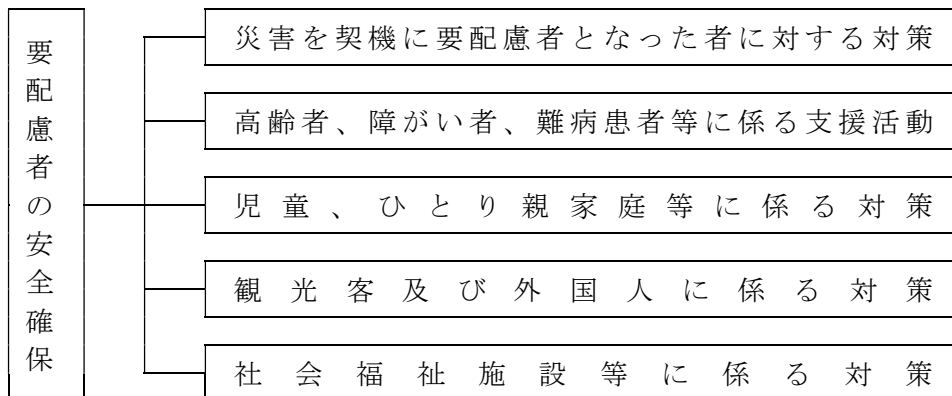 要配慮者の安全確保
災害を契機に要配慮者となった者に対する対策
高齢者、障がい者、難病患者等に係る支援活動
児童、ひとり親家庭等に係る対策
観光客及び外国人に係る対策
社会福祉施設等に係る対策